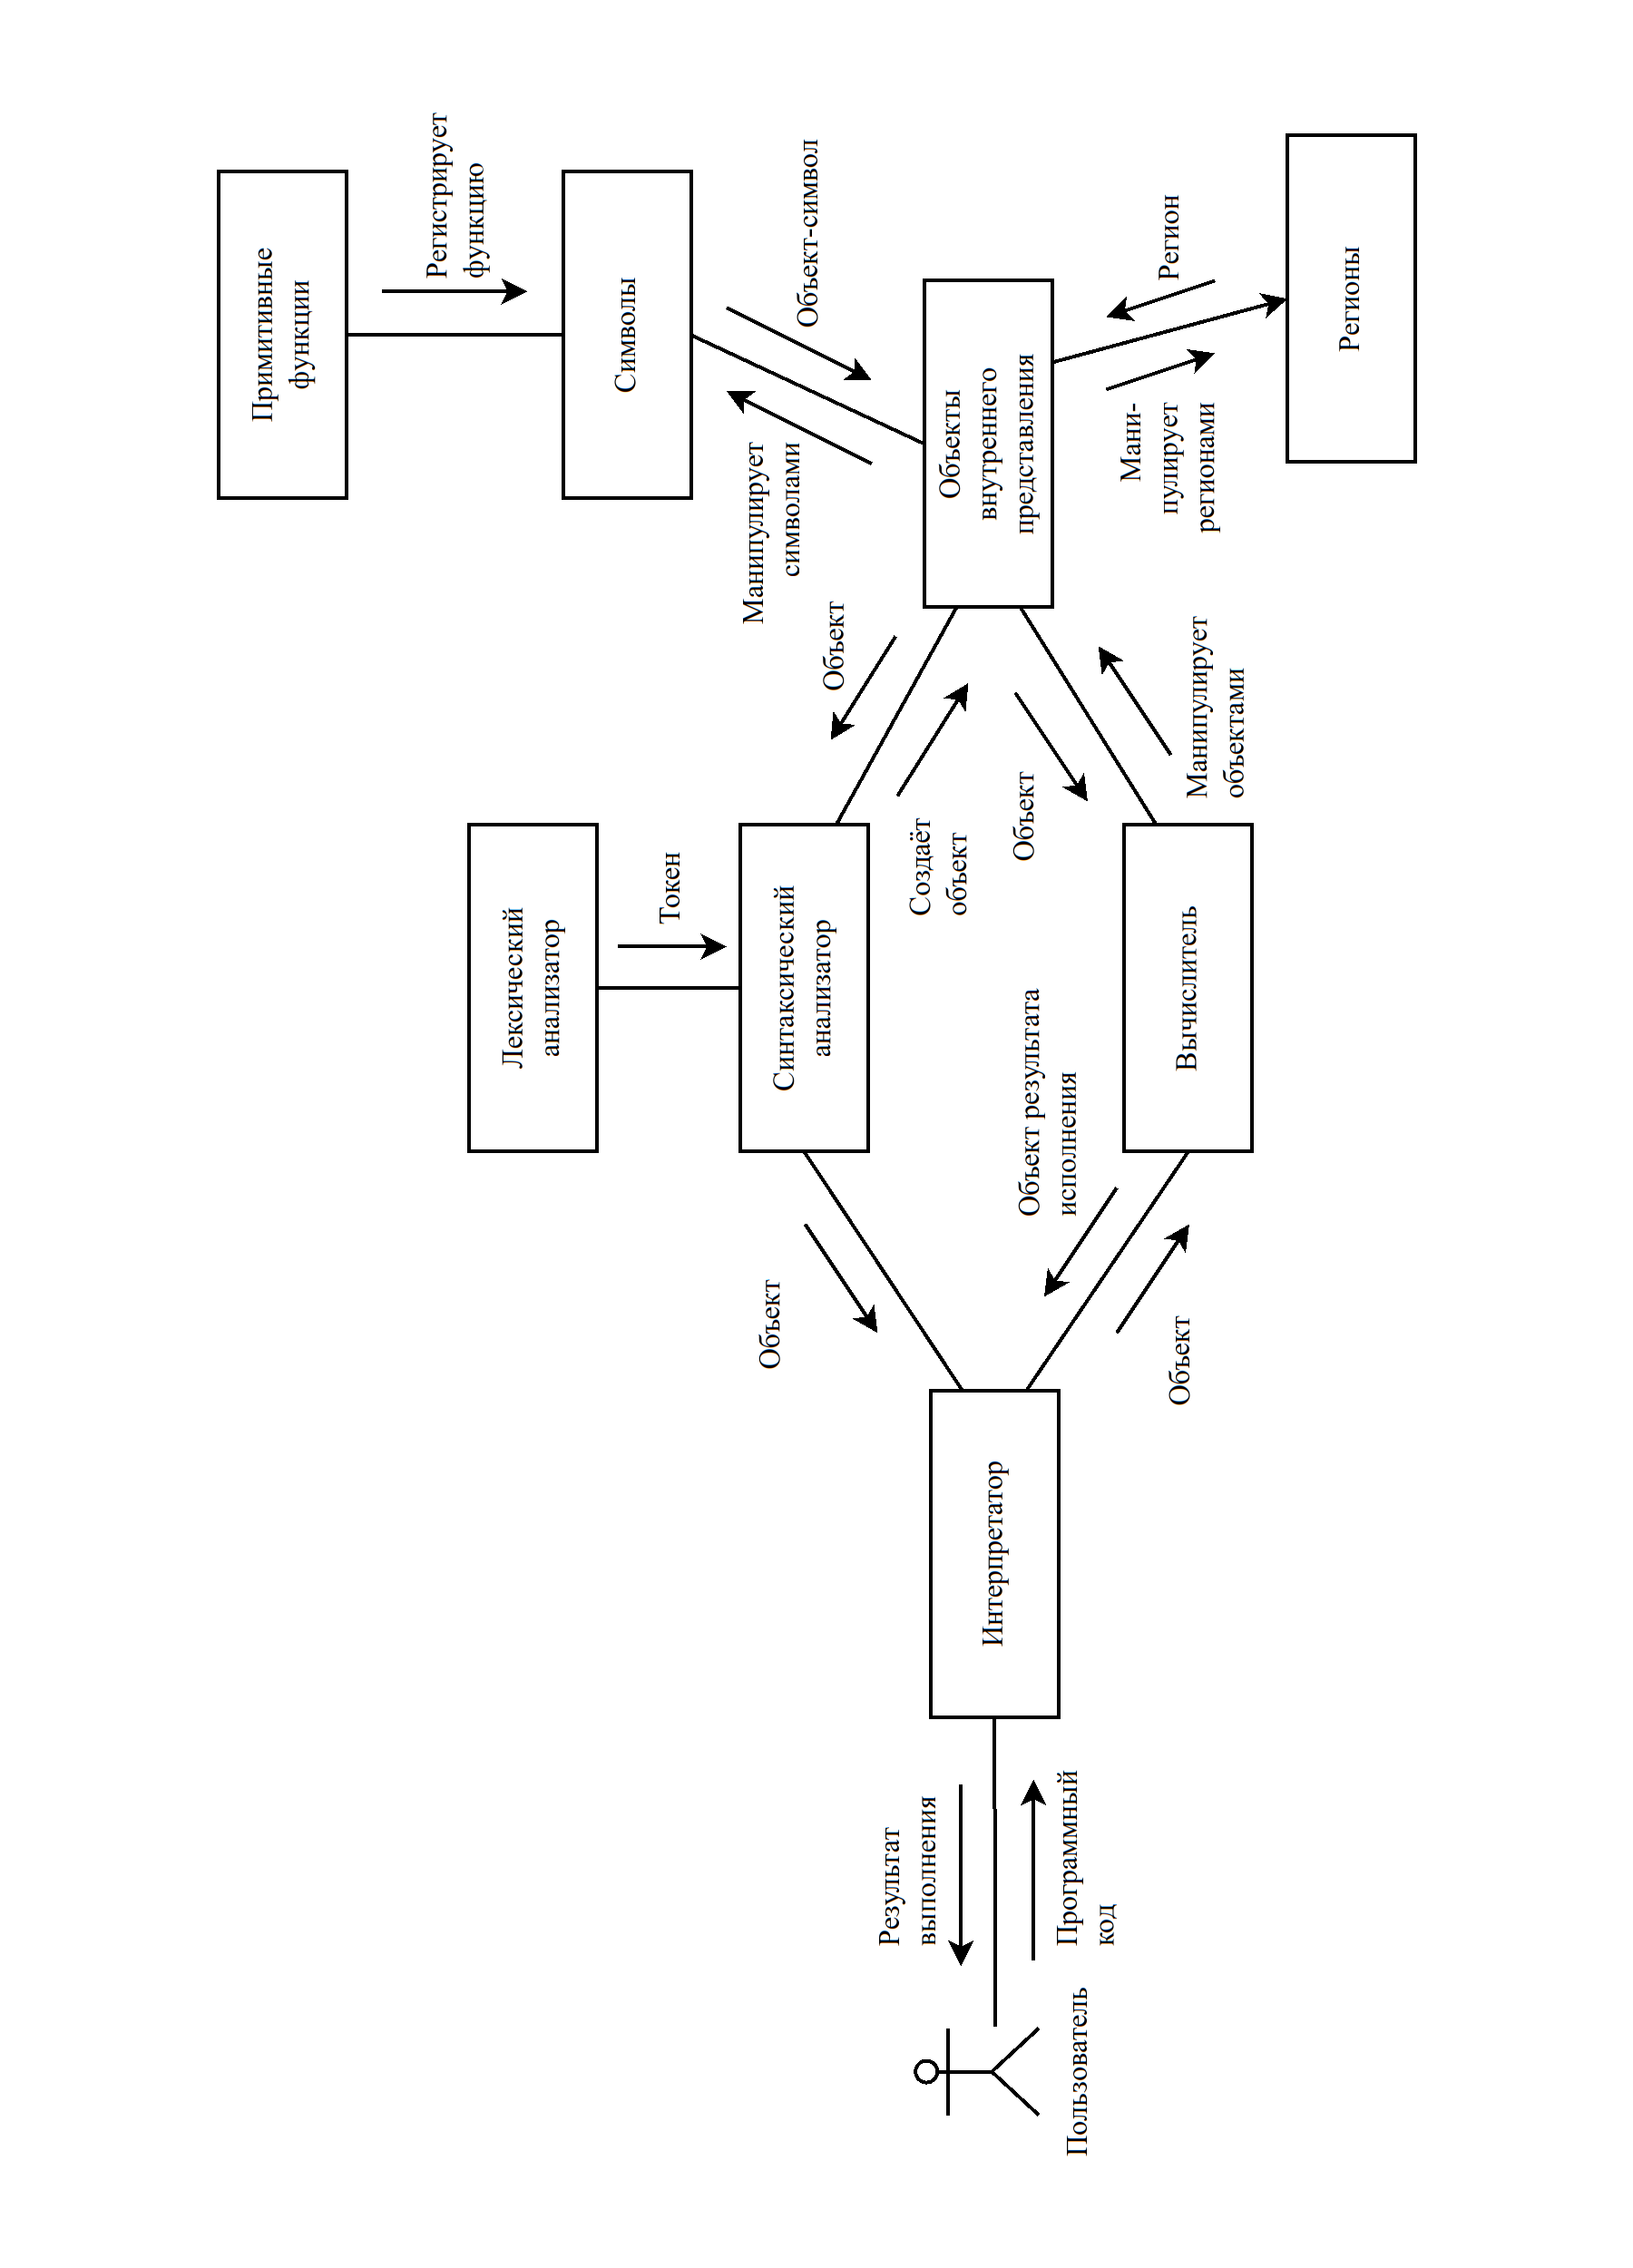 Примитивные
функции
Регистрирует
функцию
Символы
Объект-символ
Манипулирует
символами
Объекты
внутреннего
представления
Регион
Мани-
пулирует
регионами
Регионы
Лексический
анализатор
Токен
Синтаксический
анализатор
Объект
Создаёт
объект
Объект
Манипулирует
объектами
Вычислитель
Объект результата
исполнения
Объект
Объект
Интерпретатор
Результат
выполнения
Программный
код
Пользователь